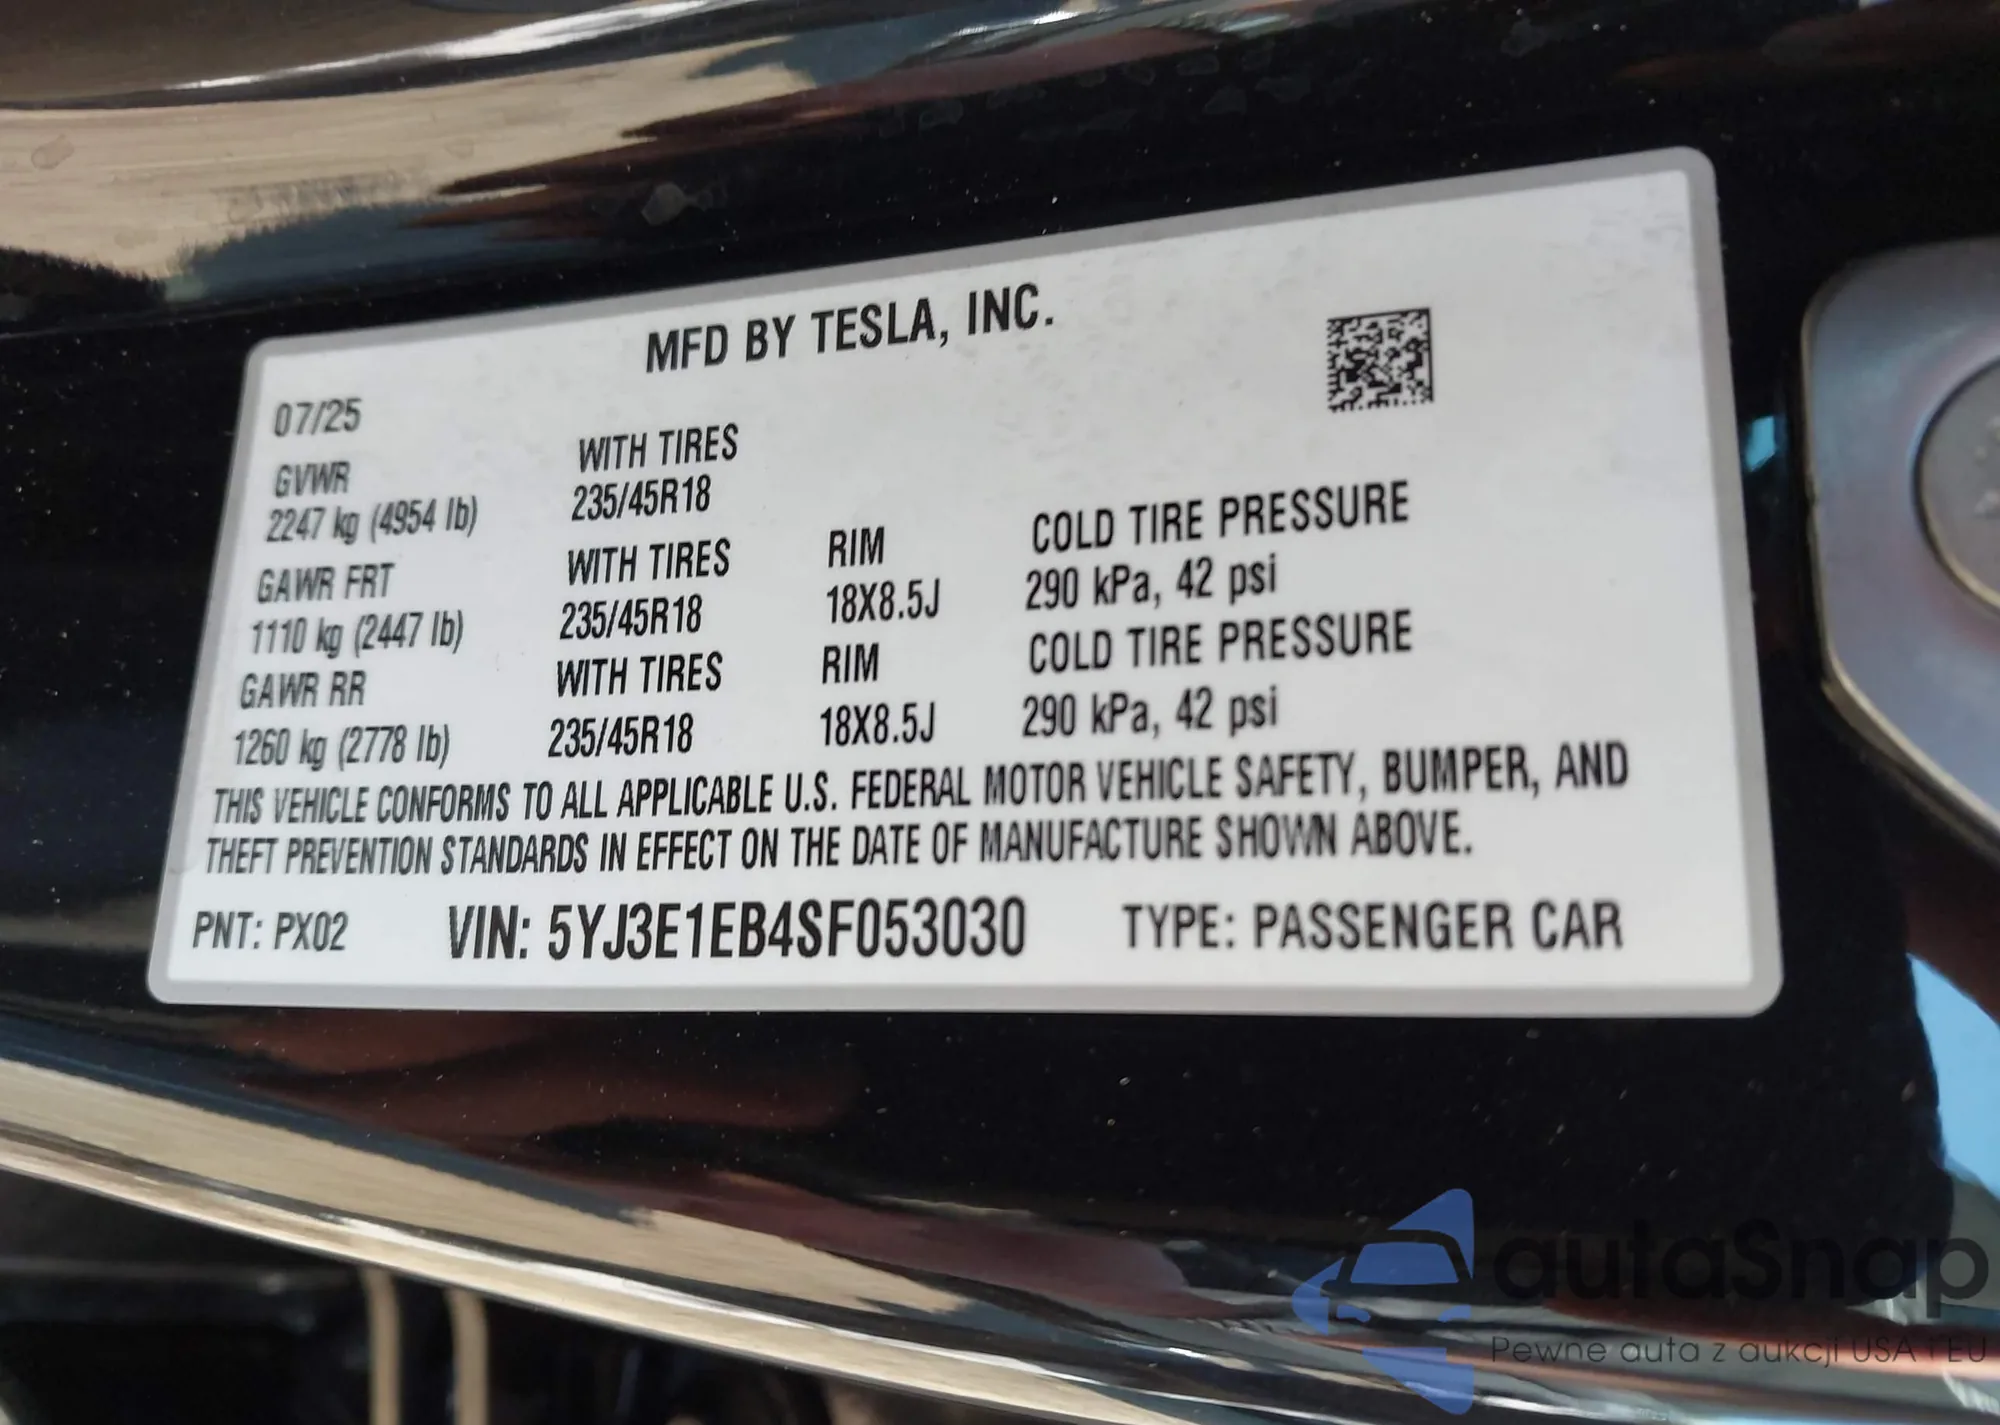 MFD BY TESLA, INC.
07/25
GVWR WITH TIRES
2247 kg (4954 lb) 235/45R18
GAWR FRT WITH TIRES RIM COLD TIRE PRESSURE
1110 kg (2447 lb) 235/45R18 18X8.5J 290 kPa, 42 psi
GAWR RR WITH TIRES RIM COLD TIRE PRESSURE
1260 kg (2778 lb) 235/45R18 18X8.5J 290 kPa, 42 psi
THIS VEHICLE CONFORMS TO ALL APPLICABLE U.S. FEDERAL MOTOR VEHICLE SAFETY, BUMPER, AND
THEFT PREVENTION STANDARDS IN EFFECT ON THE DATE OF MANUFACTURE SHOWN ABOVE.
PNT: PX02 VIN: 5YJ3E1EB4SF053030 TYPE: PASSENGER CAR
autaSnap
Pewne auta z aukcji USA i EU